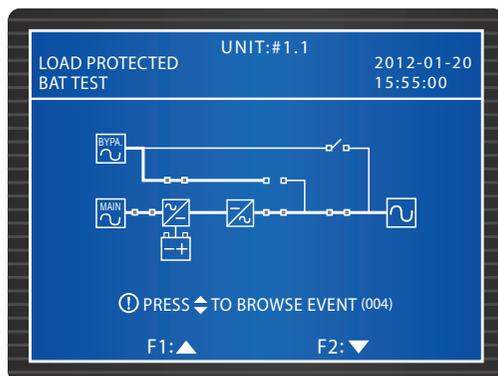 UNIT:#1.1
LOAD PROTECTED 2012-01-20
BAT TEST 15:55:00
BYPA.
MAIN
PRESS TO BROWSE EVENT (004)
F1: F2: